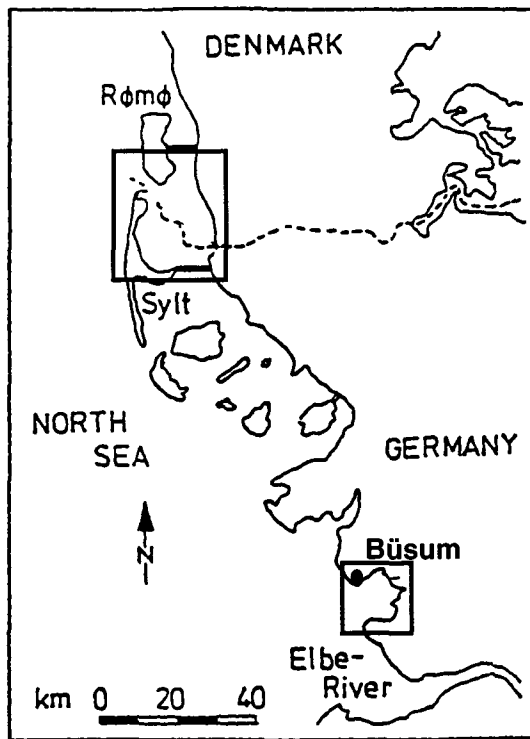 DENMARK
Rømø
Sylt
NORTH
SEA
GERMANY
N
Büsum
Elbe-
River
km 0 20 40